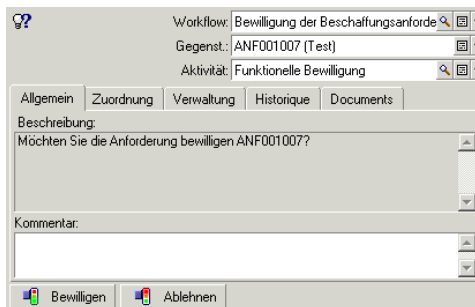 Workflow: Bewilligung der Beschaffungsanforde
Gegenst.: ANF001007 (Test)
Aktivität: Funktionelle Bewilligung
Allgemein Zuordnung Verwaltung Historique Documents
Beschreibung:
Möchten Sie die Anforderung bewilligen ANF001007?
Kommentar:
Bewilligen Ablehnen